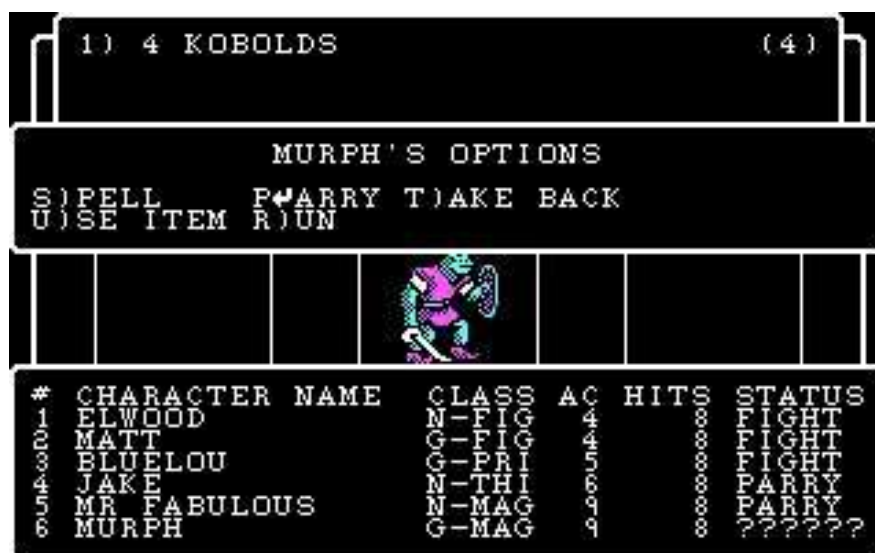 1) 4 KOBOLDS (4)
MURPH'S OPTIONS
S)PELL P↵ARRY T)AKE BACK
U)SE ITEM R)UN
# CHARACTER NAME CLASS AC HITS STATUS
1 ELWOOD N-FIG 4 8 FIGHT
2 MATT G-FIG 4 8 FIGHT
3 BLUELOU G-PRI 5 8 FIGHT
4 JAKE N-THI 6 8 PARRY
5 MR FABULOUS N-MAG 9 8 PARRY
6 MURPH G-MAG 9 8 ??????